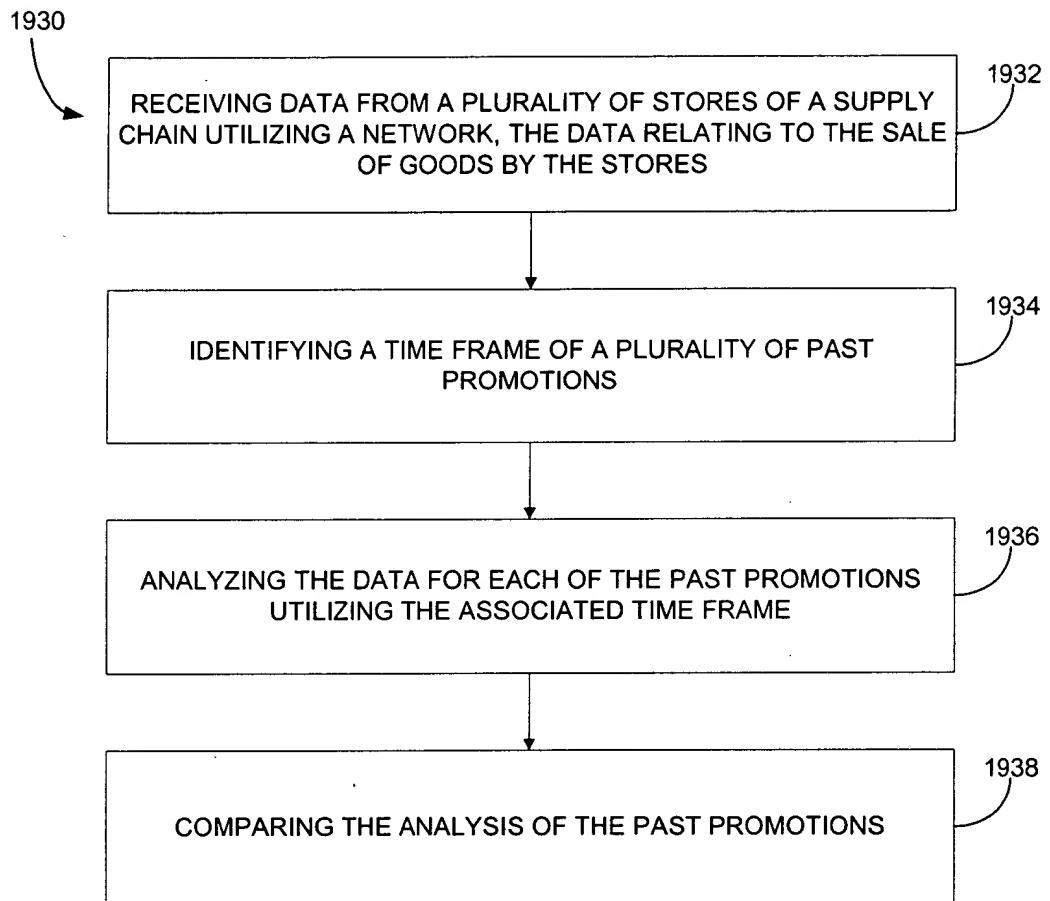 1930
1932
RECEIVING DATA FROM A PLURALITY OF STORES OF A SUPPLY
CHAIN UTILIZING A NETWORK, THE DATA RELATING TO THE SALE
OF GOODS BY THE STORES
1934
IDENTIFYING A TIME FRAME OF A PLURALITY OF PAST
PROMOTIONS
1936
ANALYZING THE DATA FOR EACH OF THE PAST PROMOTIONS
UTILIZING THE ASSOCIATED TIME FRAME
1938
COMPARING THE ANALYSIS OF THE PAST PROMOTIONS